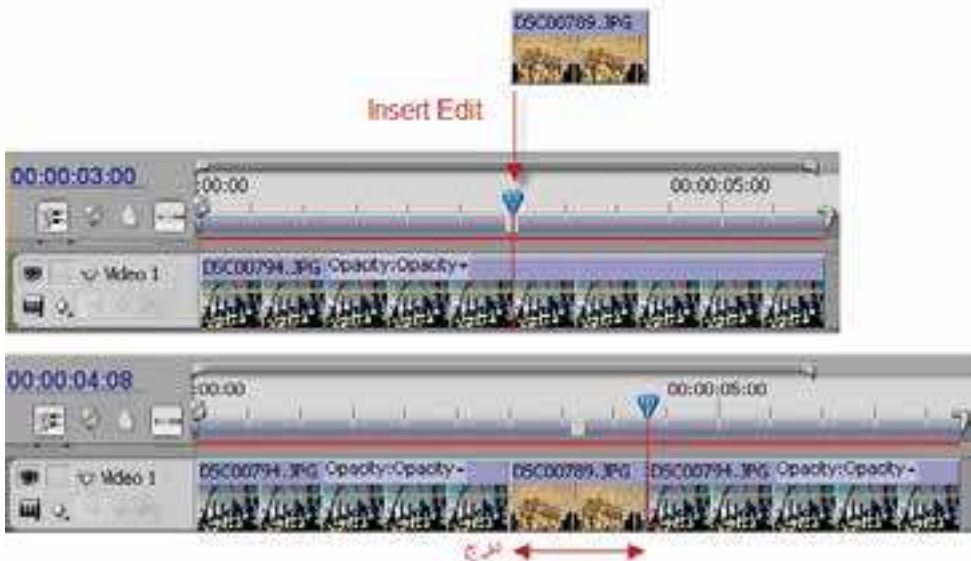 DSC00789.JPG
Insert Edit
00:00:03:00
:00:00
00:00:05:00
Video 1
DSC00794.JPG Opacity:Opacity
00:00:04:08
:00:00
00:00:05:00
Video 1
DSC00794.JPG Opacity:Opacity DSC00789.JPG DSC00794.JPG Opacity:Opacity
درج